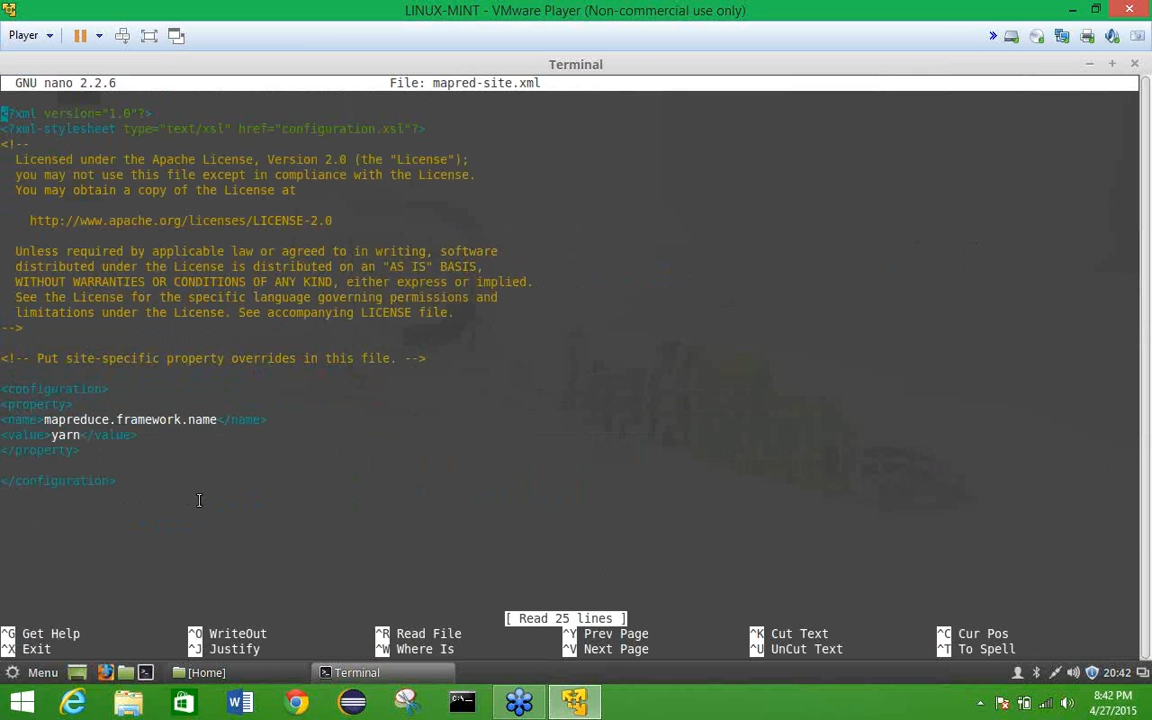 LINUX-MINT - VMware Player (Non-commercial use only)
Player
Terminal
GNU nano 2.2.6 File: mapred-site.xml
<?xml version="1.0"?>
<?xml-stylesheet type="text/xsl" href="configuration.xsl"?>
<!--
Licensed under the Apache License, Version 2.0 (the "License");
you may not use this file except in compliance with the License.
You may obtain a copy of the License at
http://www.apache.org/licenses/LICENSE-2.0
Unless required by applicable law or agreed to in writing, software
distributed under the License is distributed on an "AS IS" BASIS,
WITHOUT WARRANTIES OR CONDITIONS OF ANY KIND, either express or implied.
See the License for the specific language governing permissions and
limitations under the License. See accompanying LICENSE file.
-->
<!-- Put site-specific property overrides in this file. -->
<configuration>
<property>
<name>mapreduce.framework.name</name>
<value>yarn</value>
</property>
</configuration>
[ Read 25 lines ]
^G Get Help ^O WriteOut ^R Read File ^Y Prev Page ^K Cut Text ^C Cur Pos
^X Exit ^J Justify ^W Where Is ^V Next Page ^U UnCut Text ^T To Spell
Menu [Home] Terminal 20:42
8:42 PM
4/27/2015